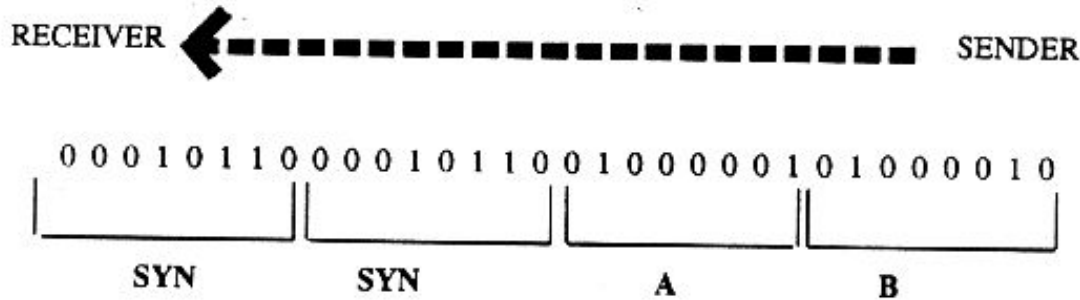 RECEIVER SENDER
0 0 0 1 0 1 1 0 0 0 0 1 0 1 1 0 0 1 0 0 0 0 0 1 0 1 0 0 0 0 1 0
SYN SYN A B